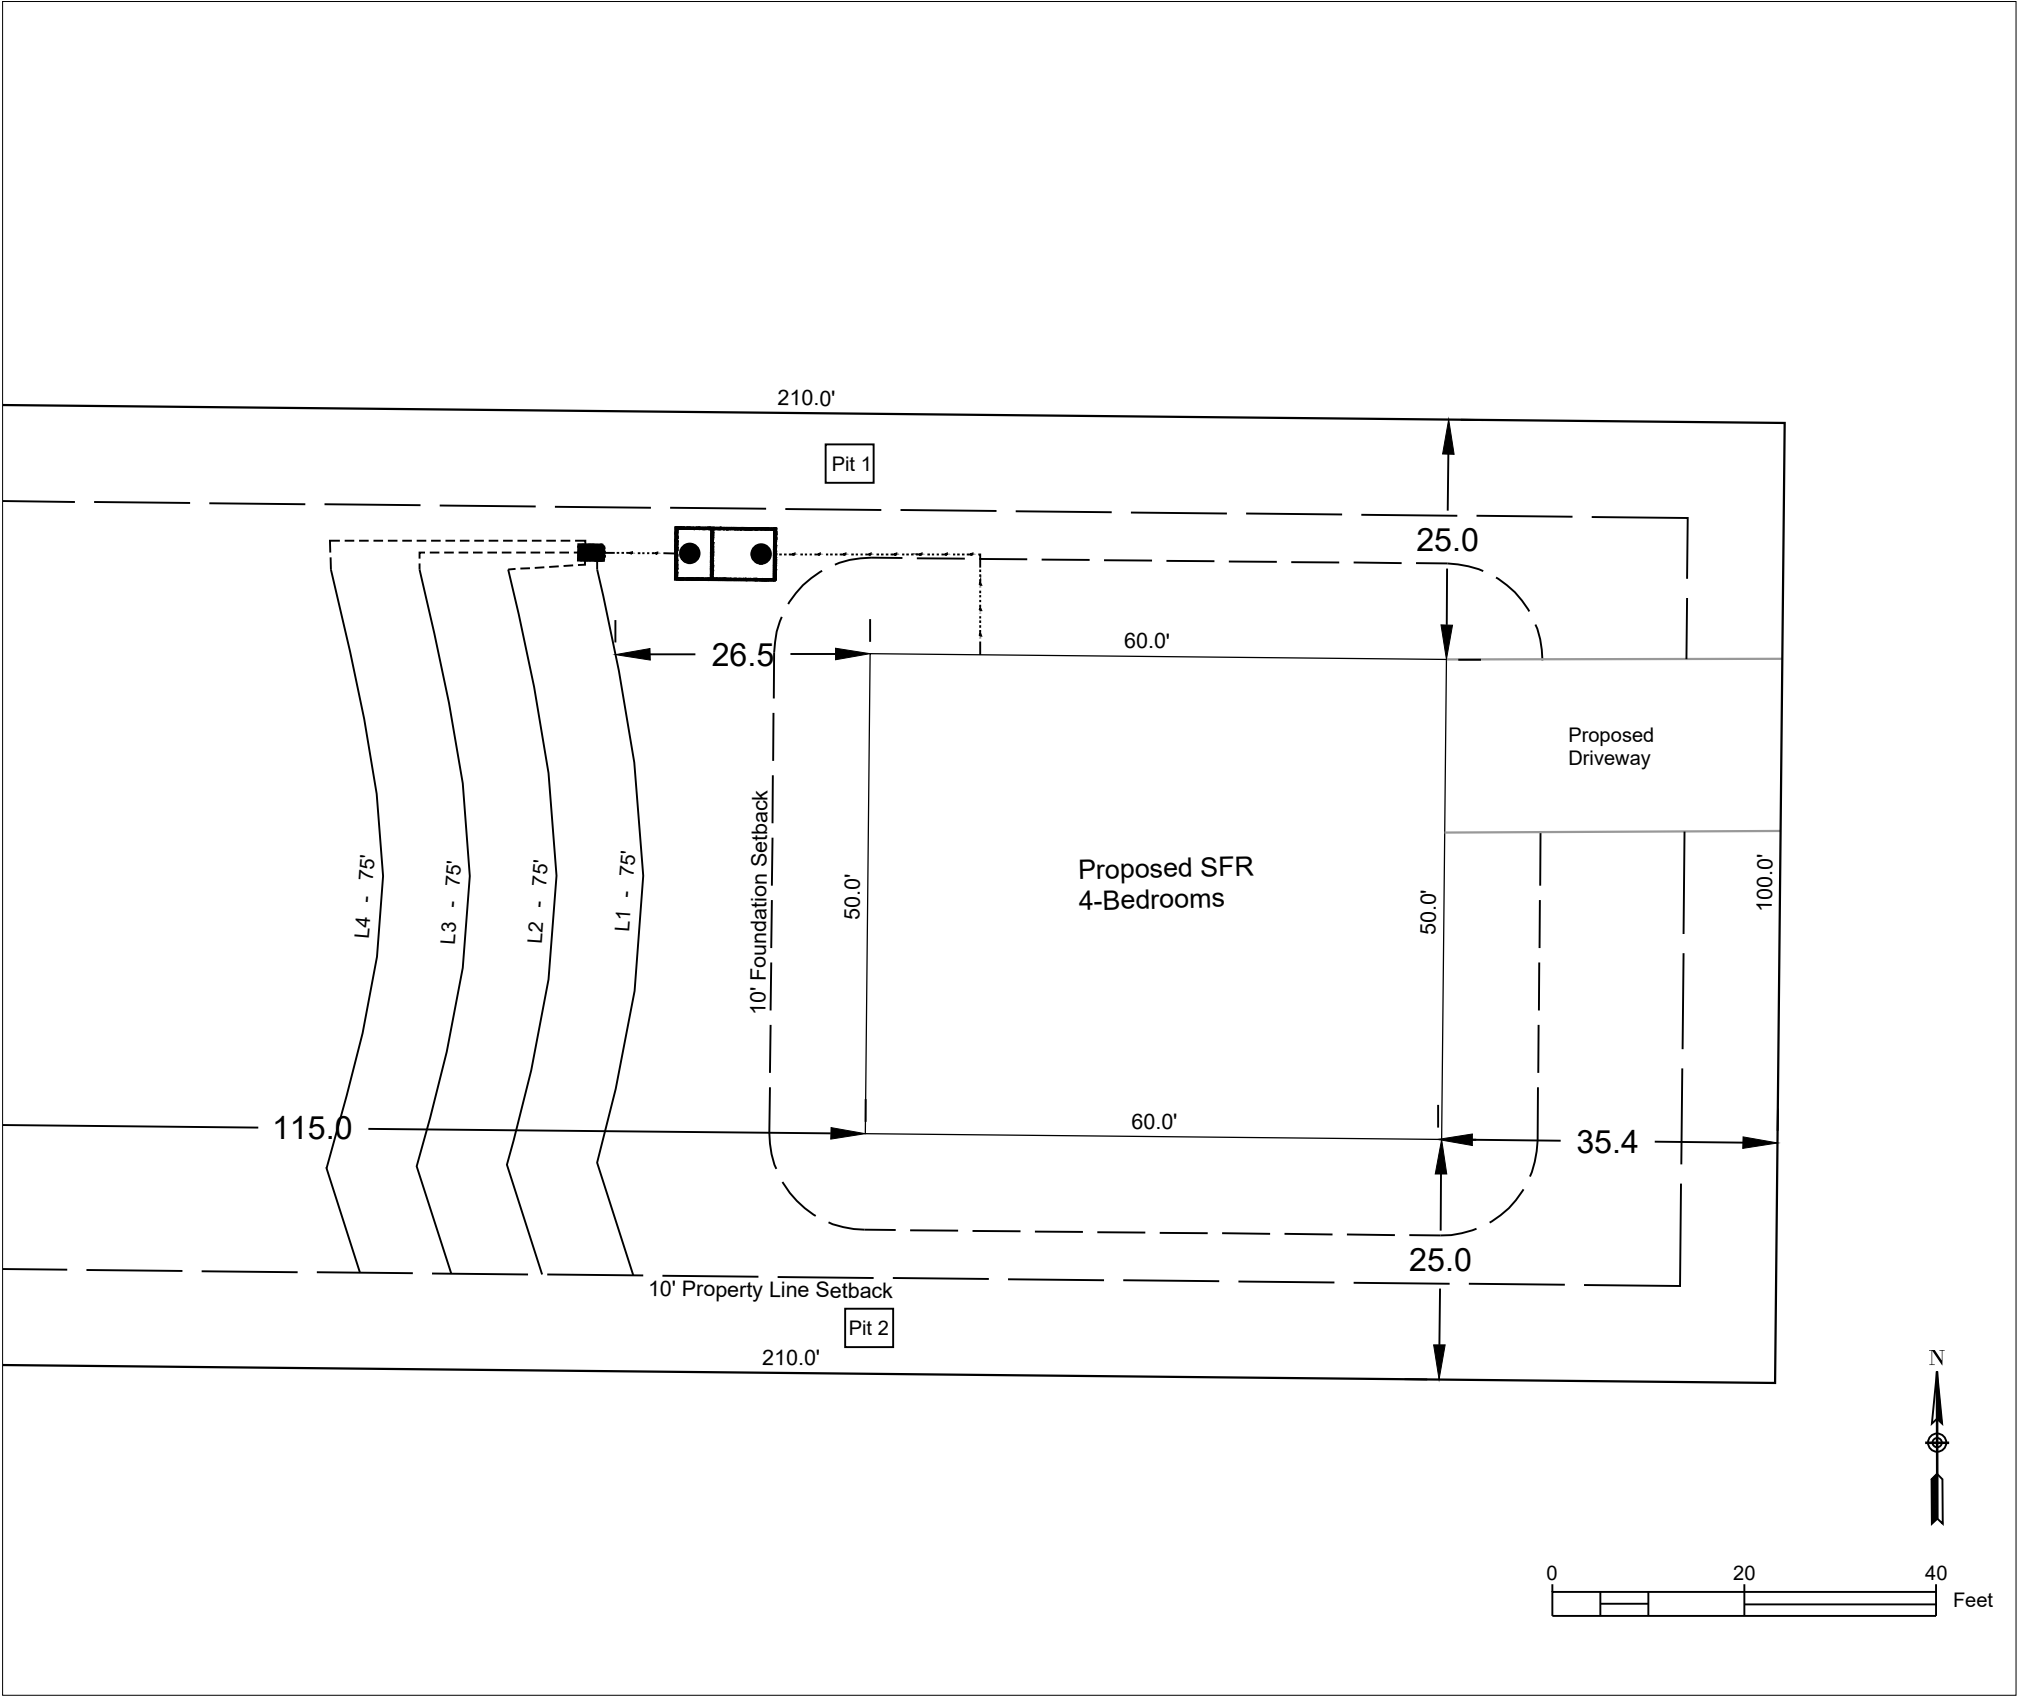 210.0'
Pit 1
25.0
26.5
60.0'
Proposed
Driveway
10' Foundation Setback
L4 - 75'
L3 - 75'
L2 - 75'
L1 - 75'
50.0'
Proposed SFR
4-Bedrooms
50.0'
100.0'
115.0
60.0'
35.4
25.0
10' Property Line Setback
Pit 2
210.0'
N
0 20 40
Feet